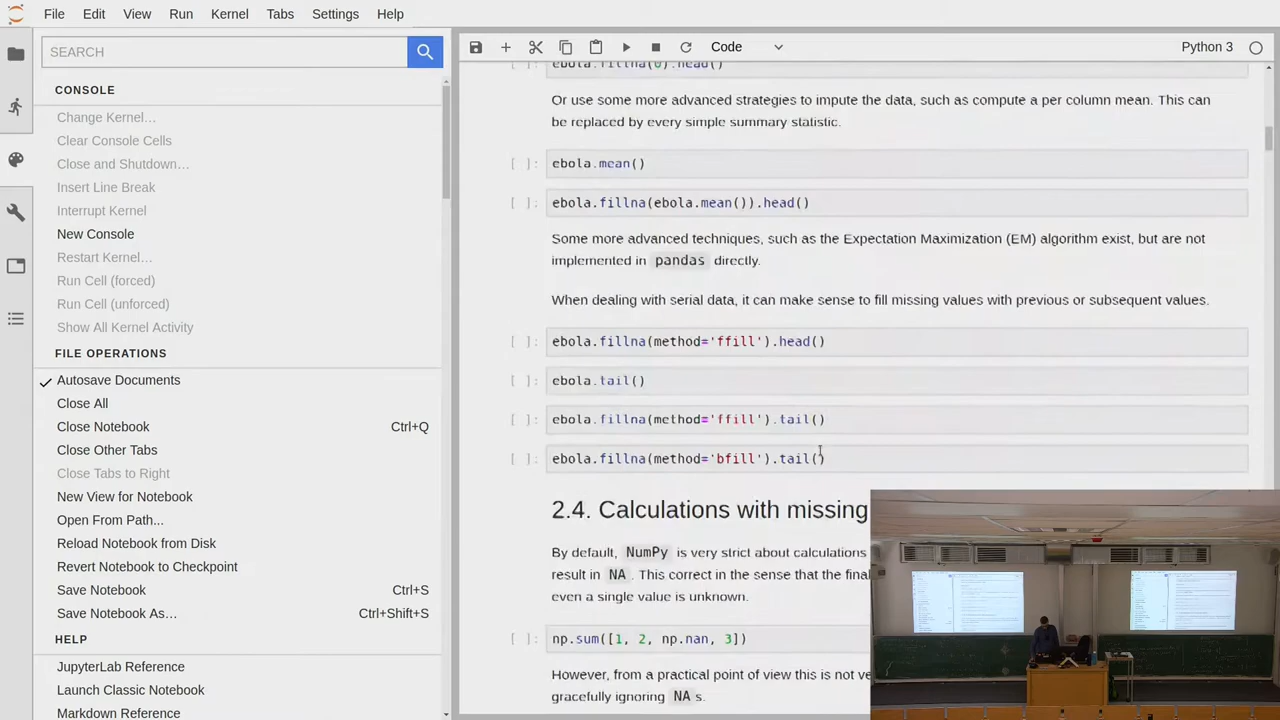 File Edit View Run Kernel Tabs Settings Help
SEARCH
CONSOLE
Change Kernel…
Clear Console Cells
Close and Shutdown…
Insert Line Break
Interrupt Kernel
New Console
Restart Kernel…
Run Cell (forced)
Run Cell (unforced)
Show All Kernel Activity
FILE OPERATIONS
Autosave Documents
Close All
Close Notebook Ctrl+Q
Close Other Tabs
Close Tabs to Right
New View for Notebook
Open From Path…
Reload Notebook from Disk
Revert Notebook to Checkpoint
Save Notebook Ctrl+S
Save Notebook As… Ctrl+Shift+S
HELP
JupyterLab Reference
Launch Classic Notebook
Markdown Reference
Code Python 3
[ ]: ebola.fillna(0).head()
Or use some more advanced strategies to impute the data, such as compute a per column mean. This can
be replaced by every simple summary statistic.
[ ]: ebola.mean()
[ ]: ebola.fillna(ebola.mean()).head()
Some more advanced techniques, such as the Expectation Maximization (EM) algorithm exist, but are not
implemented in pandas directly.
When dealing with serial data, it can make sense to fill missing values with previous or subsequent values.
[ ]: ebola.fillna(method='ffill').head()
[ ]: ebola.tail()
[ ]: ebola.fillna(method='ffill').tail()
[ ]: ebola.fillna(method='bfill').tail()
2.4. Calculations with missing
By default, NumPy is very strict about calculations
result in NA . This correct in the sense that the final
even a single value is unknown.
[ ]: np.sum([1, 2, np.nan, 3])
However, from a practical point of view this is not ve
gracefully ignoring NA s.